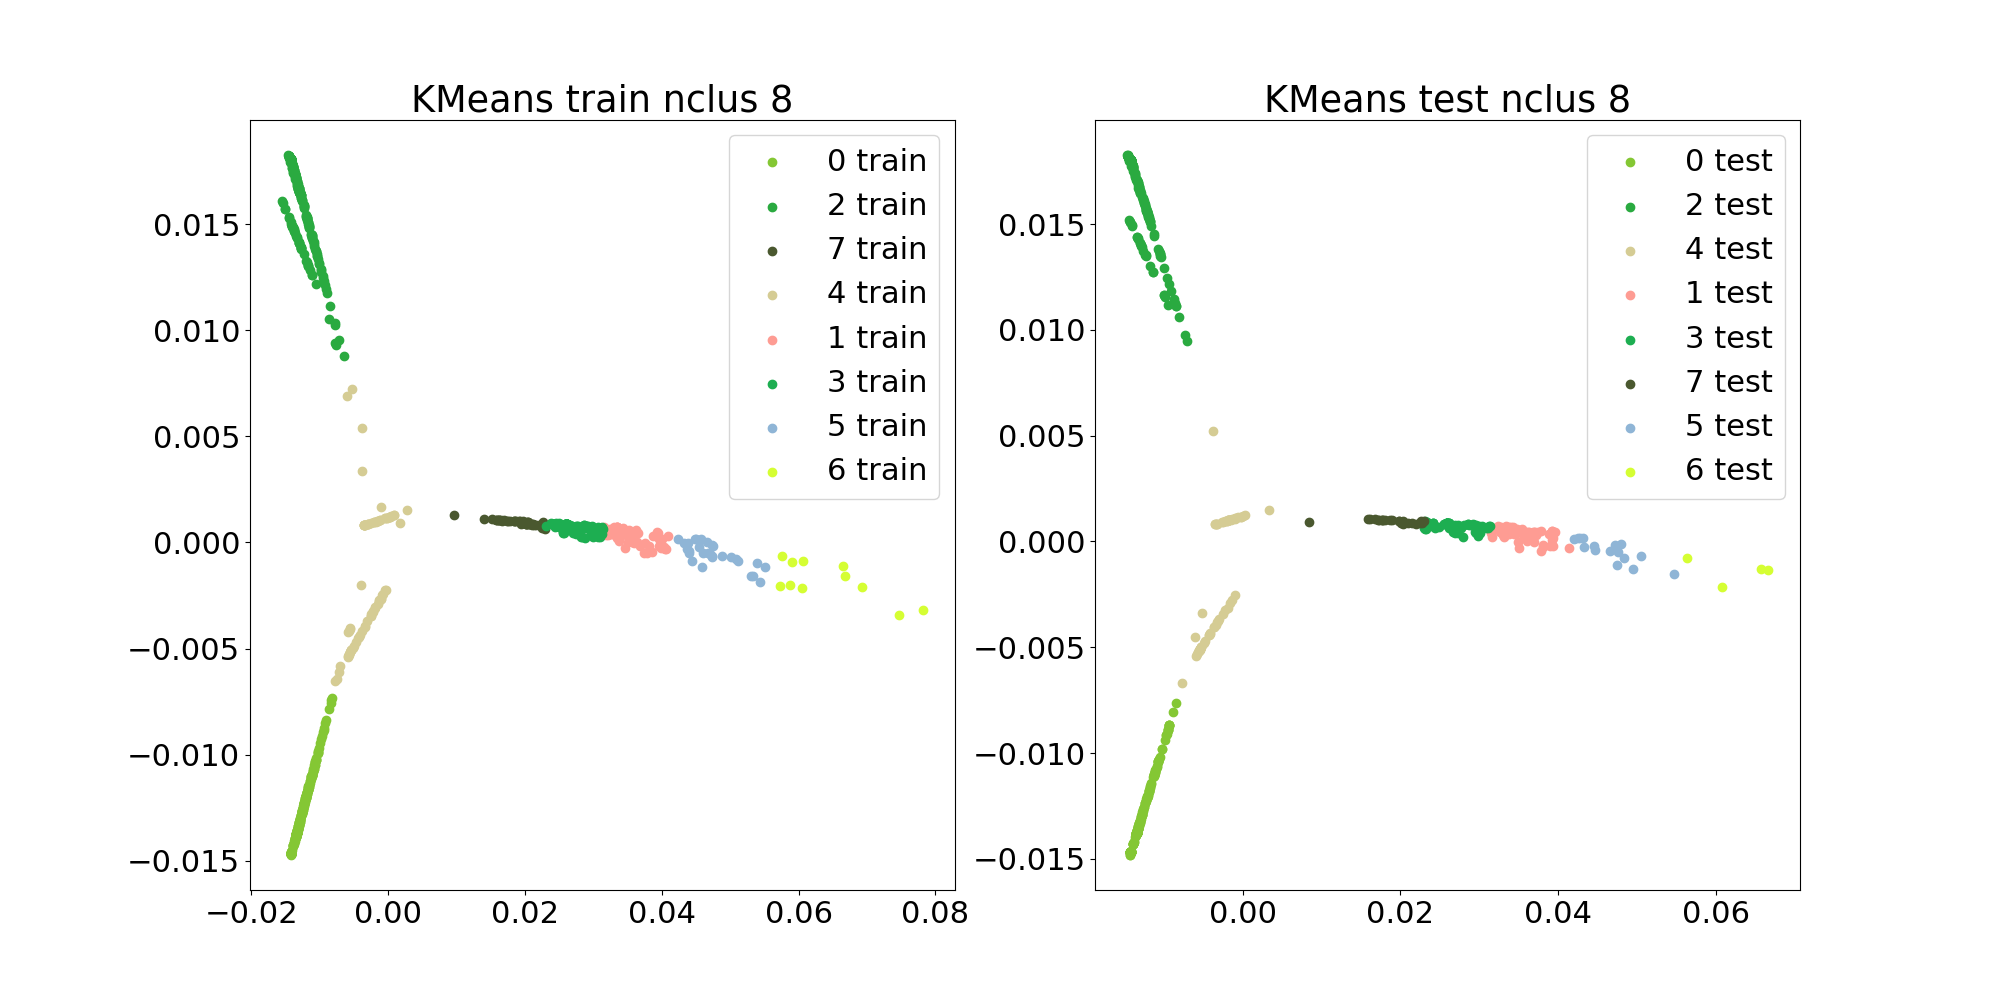 KMeans train nclus 8
0 train
2 train
7 train
4 train
1 train
3 train
5 train
6 train
0.015
0.010
0.005
0.000
−0.005
−0.010
−0.015
−0.02 0.00 0.02 0.04 0.06 0.08
KMeans test nclus 8
0 test
2 test
4 test
1 test
3 test
7 test
5 test
6 test
0.015
0.010
0.005
0.000
−0.005
−0.010
−0.015
0.00 0.02 0.04 0.06